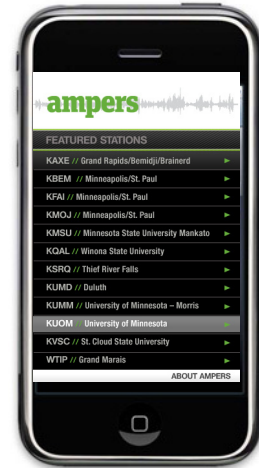 ampers
FEATURED STATIONS
KAXE // Grand Rapids/Bemidji/Brainerd
KBEM // Minneapolis/St. Paul
KFAI // Minneapolis/St. Paul
KMOJ // Minneapolis/St. Paul
KMSU // Minnesota State University Mankato
KQAL // Winona State University
KSRQ // Thief River Falls
KUMD // Duluth
KUMM // University of Minnesota – Morris
KUOM // University of Minnesota
KVSC // St. Cloud State University
WTIP // Grand Marais
ABOUT AMPERS